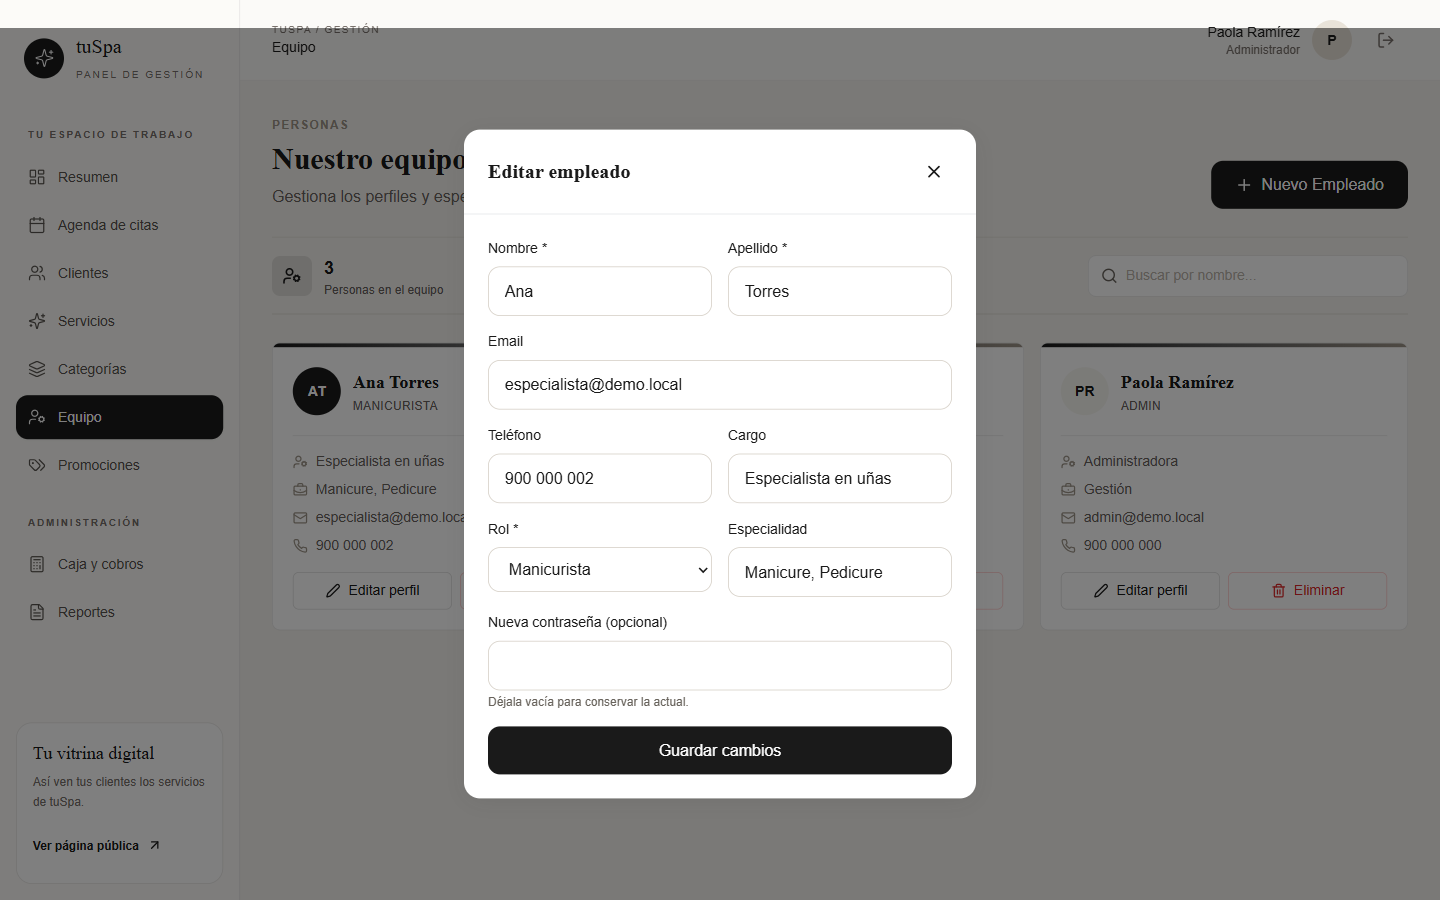 tuSpa
PANEL DE GESTIÓN
TU ESPACIO DE TRABAJO
Resumen
Agenda de citas
Clientes
Servicios
Categorías
Equipo
Promociones
ADMINISTRACIÓN
Caja y cobros
Reportes
Tu vitrina digital
Así ven tus clientes los servicios
de tuSpa.
Ver página pública
TUSPA / GESTIÓN
Equipo
Paola Ramírez
Administrador
P
PERSONAS
Nuestro equipo
Gestiona los perfiles y
Nuevo Empleado
3
Personas en el equipo
Buscar por nombre...
AT
Ana Torres
MANICURISTA
Especialista en uñas
Manicure, Pedicure
especialista@demo.loca
900 000 002
Editar perfil
PR
Paola Ramírez
ADMIN
Administradora
Gestión
admin@demo.local
900 000 000
Editar perfil
Eliminar
Editar empleado
Nombre *
Apellido *
Ana
Torres
Email
especialista@demo.local
Teléfono
Cargo
900 000 002
Especialista en uñas
Rol *
Especialidad
Manicurista
Manicure, Pedicure
Nueva contraseña (opcional)
Déjala vacía para conservar la actual.
Guardar cambios